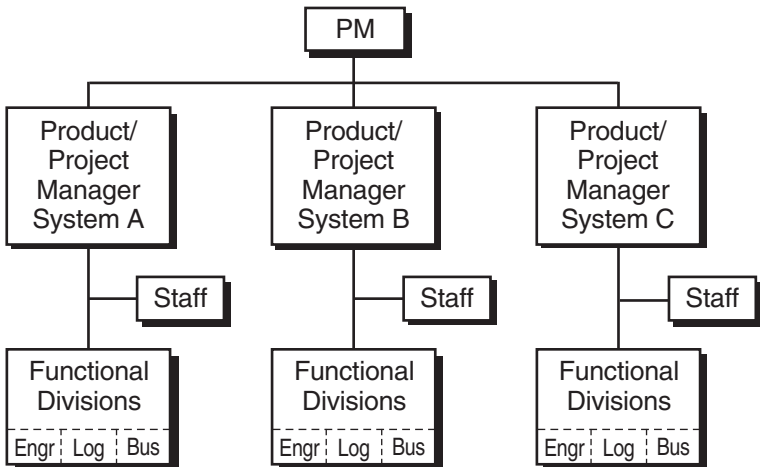 PM
Product/
Project
Manager
System A
Product/
Project
Manager
System B
Product/
Project
Manager
System C
Staff
Staff
Staff
Functional
Divisions
Engr Log Bus
Functional
Divisions
Engr Log Bus
Functional
Divisions
Engr Log Bus